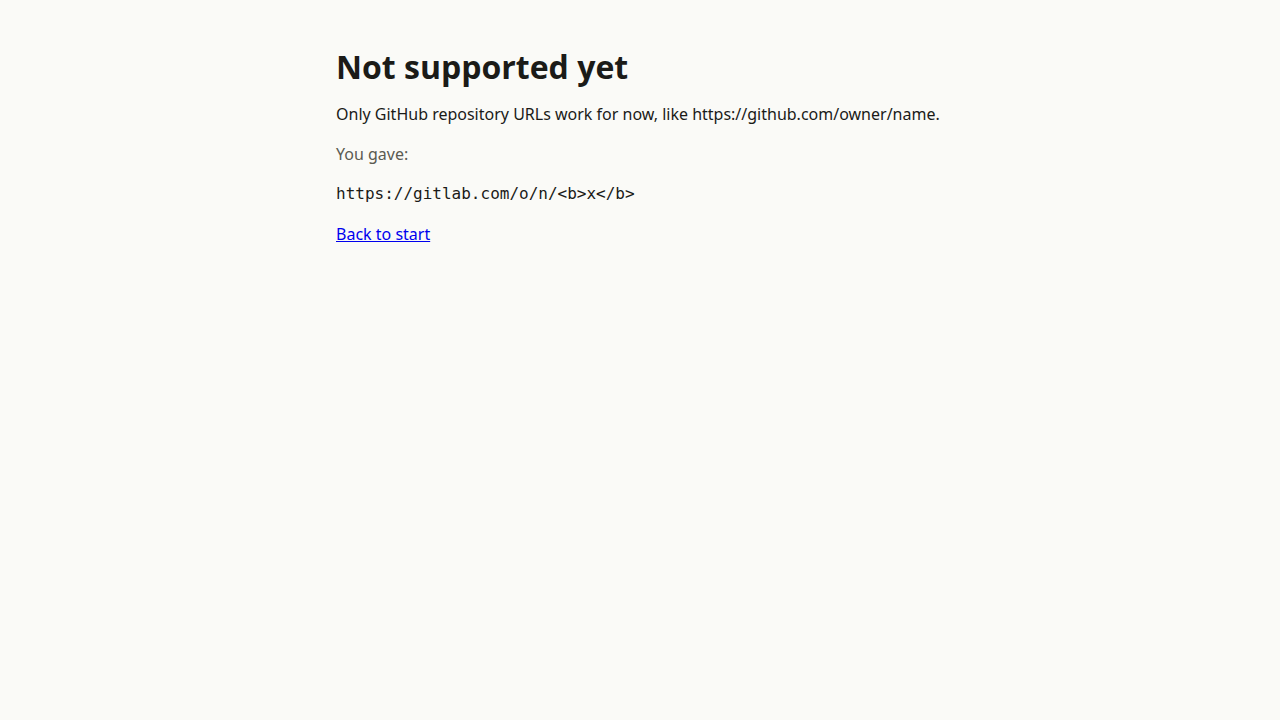 Not supported yet
Only GitHub repository URLs work for now, like https://github.com/owner/name.
You gave:
https://gitlab.com/o/n/<b>x</b>
Back to start